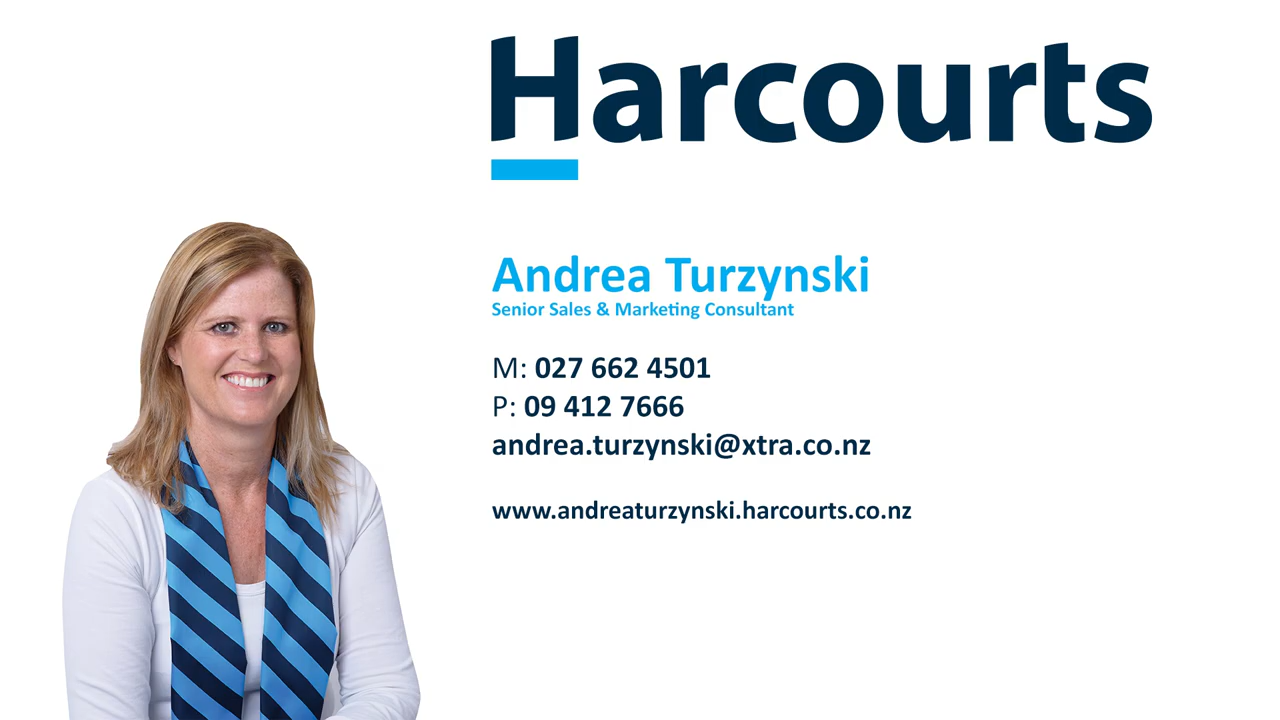 Harcourts
Andrea Turzynski
Senior Sales & Marketing Consultant
M: 027 662 4501
P: 09 412 7666
andrea.turzynski@xtra.co.nz
www.andreaturzynski.harcourts.co.nz